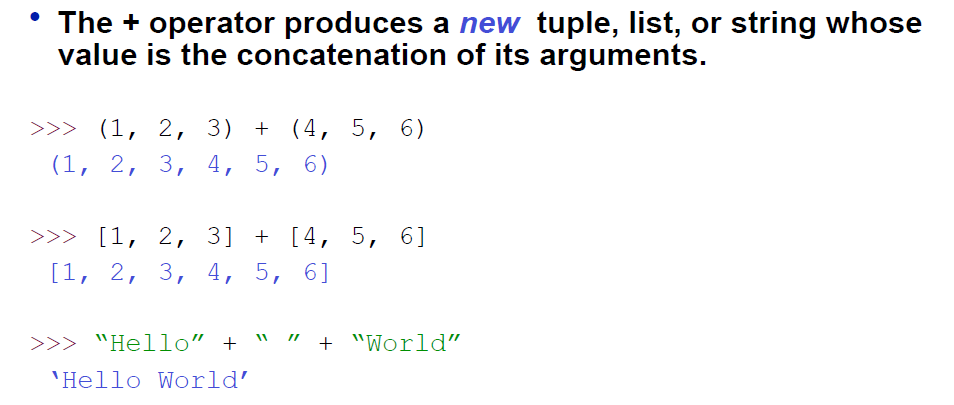 • The + operator produces a new tuple, list, or string whose
value is the concatenation of its arguments.
>>> (1, 2, 3) + (4, 5, 6)
(1, 2, 3, 4, 5, 6)
>>> [1, 2, 3] + [4, 5, 6]
[1, 2, 3, 4, 5, 6]
>>> “Hello” + “ ” + “World”
‘Hello World’